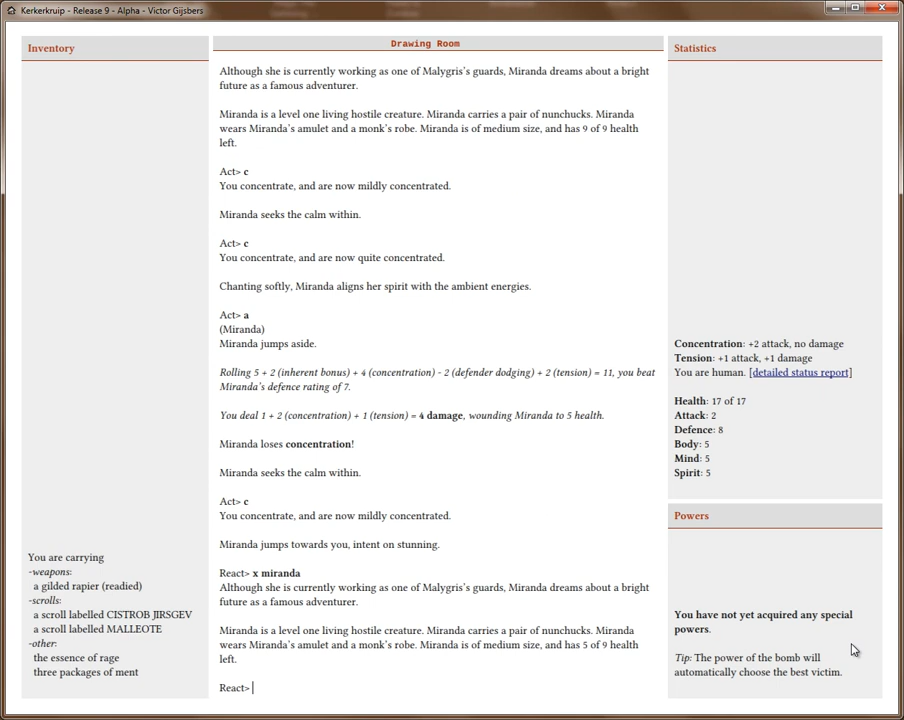 Kerkerkruip - Release 9 - Alpha - Victor Gijsbers
Inventory
You are carrying
-weapons:
a gilded rapier (readied)
-scrolls:
a scroll labelled CISTROB JIRSGEV
a scroll labelled MALLEOTE
-other:
the essence of rage
three packages of ment
Drawing Room
Although she is currently working as one of Malygris's guards, Miranda dreams about a bright
future as a famous adventurer.
Miranda is a level one living hostile creature. Miranda carries a pair of nunchucks. Miranda
wears Miranda's amulet and a monk's robe. Miranda is of medium size, and has 9 of 9 health
left.
Act> c
You concentrate, and are now mildly concentrated.
Miranda seeks the calm within.
Act> c
You concentrate, and are now quite concentrated.
Chanting softly, Miranda aligns her spirit with the ambient energies.
Act> a
(Miranda)
Miranda jumps aside.
Rolling 5 + 2 (inherent bonus) + 4 (concentration) - 2 (defender dodging) + 2 (tension) = 11, you beat
Miranda's defence rating of 7.
You deal 1 + 2 (concentration) + 1 (tension) = 4 damage, wounding Miranda to 5 health.
Miranda loses concentration!
Miranda seeks the calm within.
Act> c
You concentrate, and are now mildly concentrated.
Miranda jumps towards you, intent on stunning.
React> x miranda
Although she is currently working as one of Malygris's guards, Miranda dreams about a bright
future as a famous adventurer.
Miranda is a level one living hostile creature. Miranda carries a pair of nunchucks. Miranda
wears Miranda's amulet and a monk's robe. Miranda is of medium size, and has 5 of 9 health
left.
React>
Statistics
Concentration: +2 attack, no damage
Tension: +1 attack, +1 damage
You are human. [detailed status report]
Health: 17 of 17
Attack: 2
Defence: 8
Body: 5
Mind: 5
Spirit: 5
Powers
You have not yet acquired any special
powers.
Tip: The power of the bomb will
automatically choose the best victim.